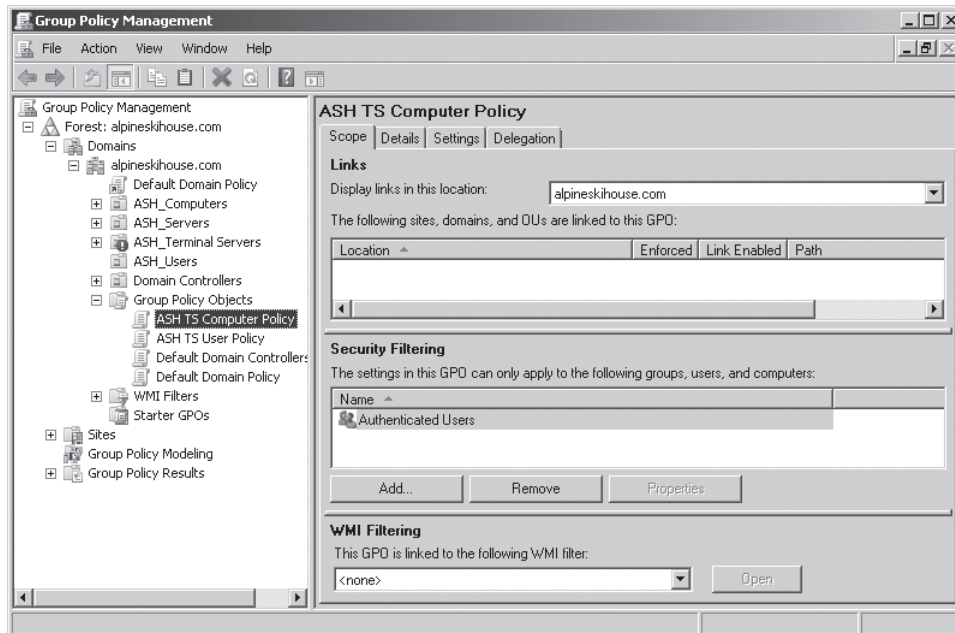 Group Policy Management
File Action View Window Help
Group Policy Management
Forest: alpineskihouse.com
Domains
alpineskihouse.com
Default Domain Policy
ASH_Computers
ASH_Servers
ASH_Terminal Servers
ASH_Users
Domain Controllers
Group Policy Objects
ASH TS Computer Policy
ASH TS User Policy
Default Domain Controllers
Default Domain Policy
WMI Filters
Starter GPOs
Sites
Group Policy Modeling
Group Policy Results
ASH TS Computer Policy
Scope Details Settings Delegation
Links
Display links in this location: alpineskihouse.com
The following sites, domains, and OUs are linked to this GPO:
Location Enforced Link Enabled Path
Security Filtering
The settings in this GPO can only apply to the following groups, users, and computers:
Name
Authenticated Users
Add... Remove Properties
WMI Filtering
This GPO is linked to the following WMI filter:
<none> Open